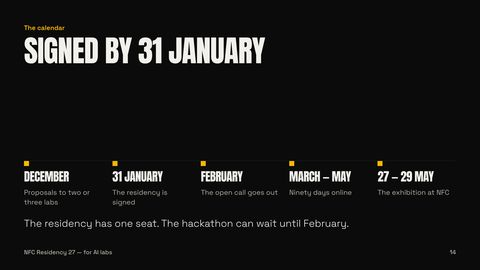 The calendar
SIGNED BY 31 JANUARY
DECEMBER
Proposals to two or
three labs
31 JANUARY
The residency is
signed
FEBRUARY
The open call goes out
MARCH – MAY
Ninety days online
27 – 29 MAY
The exhibition at NFC
The residency has one seat. The hackathon can wait until February.
NFC Residency 27 — for AI labs
14